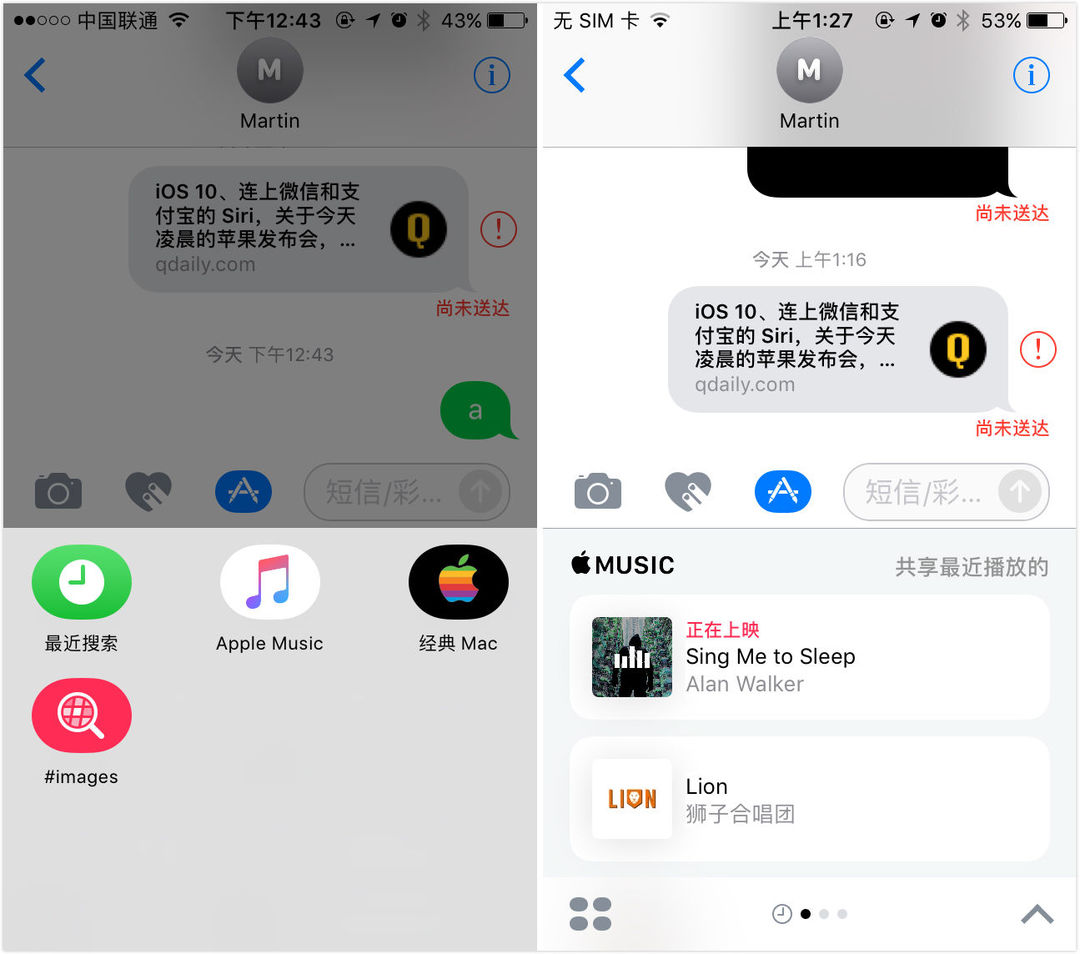 中国联通 下午12:43 43%
M
Martin
iOS 10、连上微信和支
付宝的 Siri，关于今天
凌晨的苹果发布会，...
qdaily.com
Q
!
尚未送达
今天 下午12:43
a
短信/彩...
最近搜索
Apple Music
经典 Mac
#images
无 SIM 卡 上午1:27 53%
M
Martin
尚未送达
今天 上午1:16
iOS 10、连上微信和支
付宝的 Siri，关于今天
凌晨的苹果发布会，...
qdaily.com
Q
!
尚未送达
短信/彩...
MUSIC
共享最近播放的
正在上映
Sing Me to Sleep
Alan Walker
LION
Lion
狮子合唱团